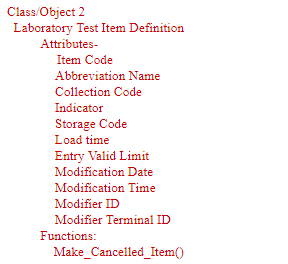 Class/Object 2
Laboratory Test Item Definition
Attributes-
Item Code
Abbreviation Name
Collection Code
Indicator
Storage Code
Load time
Entry Valid Limit
Modification Date
Modification Time
Modifier ID
Modifier Terminal ID
Functions:
Make_Cancelled_Item()